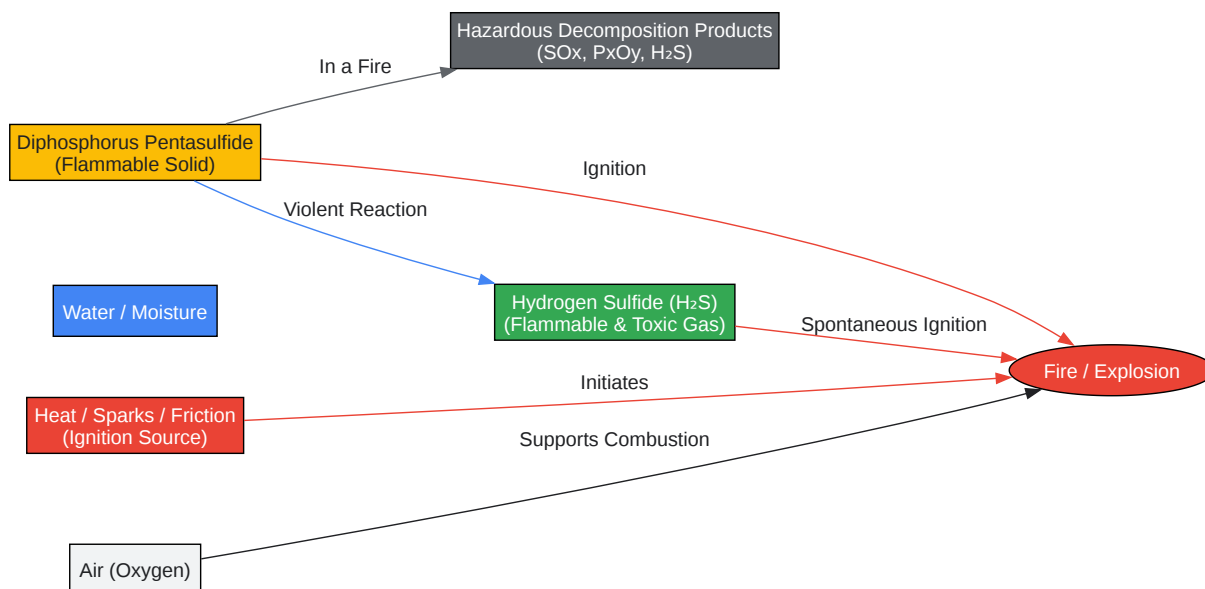 Hazardous Decomposition Products
(SOx, PxOy, H₂S)
In a Fire
Diphosphorus Pentasulfide
(Flammable Solid)
Ignition
Violent Reaction
Water / Moisture
Hydrogen Sulfide (H₂S)
(Flammable & Toxic Gas)
Spontaneous Ignition
Fire / Explosion
Initiates
Heat / Sparks / Friction
(Ignition Source)
Supports Combustion
Air (Oxygen)